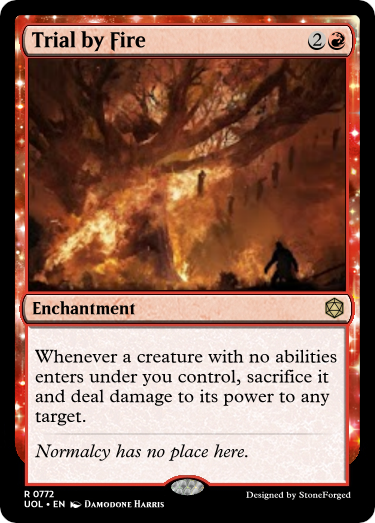 Trial by Fire 2
Enchantment
Whenever a creature with no abilities
enters under you control, sacrifice it
and deal damage to its power to any
target.
Normalcy has no place here.
R 0772
UOL • EN Damodone Harris
Designed by StoneForged